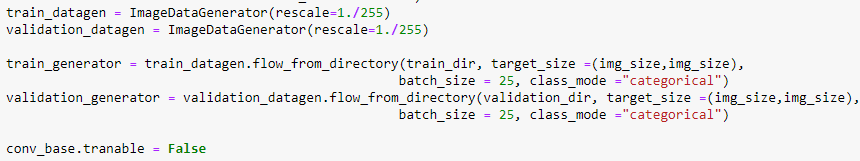 train_datagen = ImageDataGenerator(rescale=1./255)
validation_datagen = ImageDataGenerator(rescale=1./255)
train_generator = train_datagen.flow_from_directory(train_dir, target_size =(img_size,img_size),
batch_size = 25, class_mode ="categorical")
validation_generator = validation_datagen.flow_from_directory(validation_dir, target_size =(img_size,img_size),
batch_size = 25, class_mode ="categorical")
conv_base.tranable = False